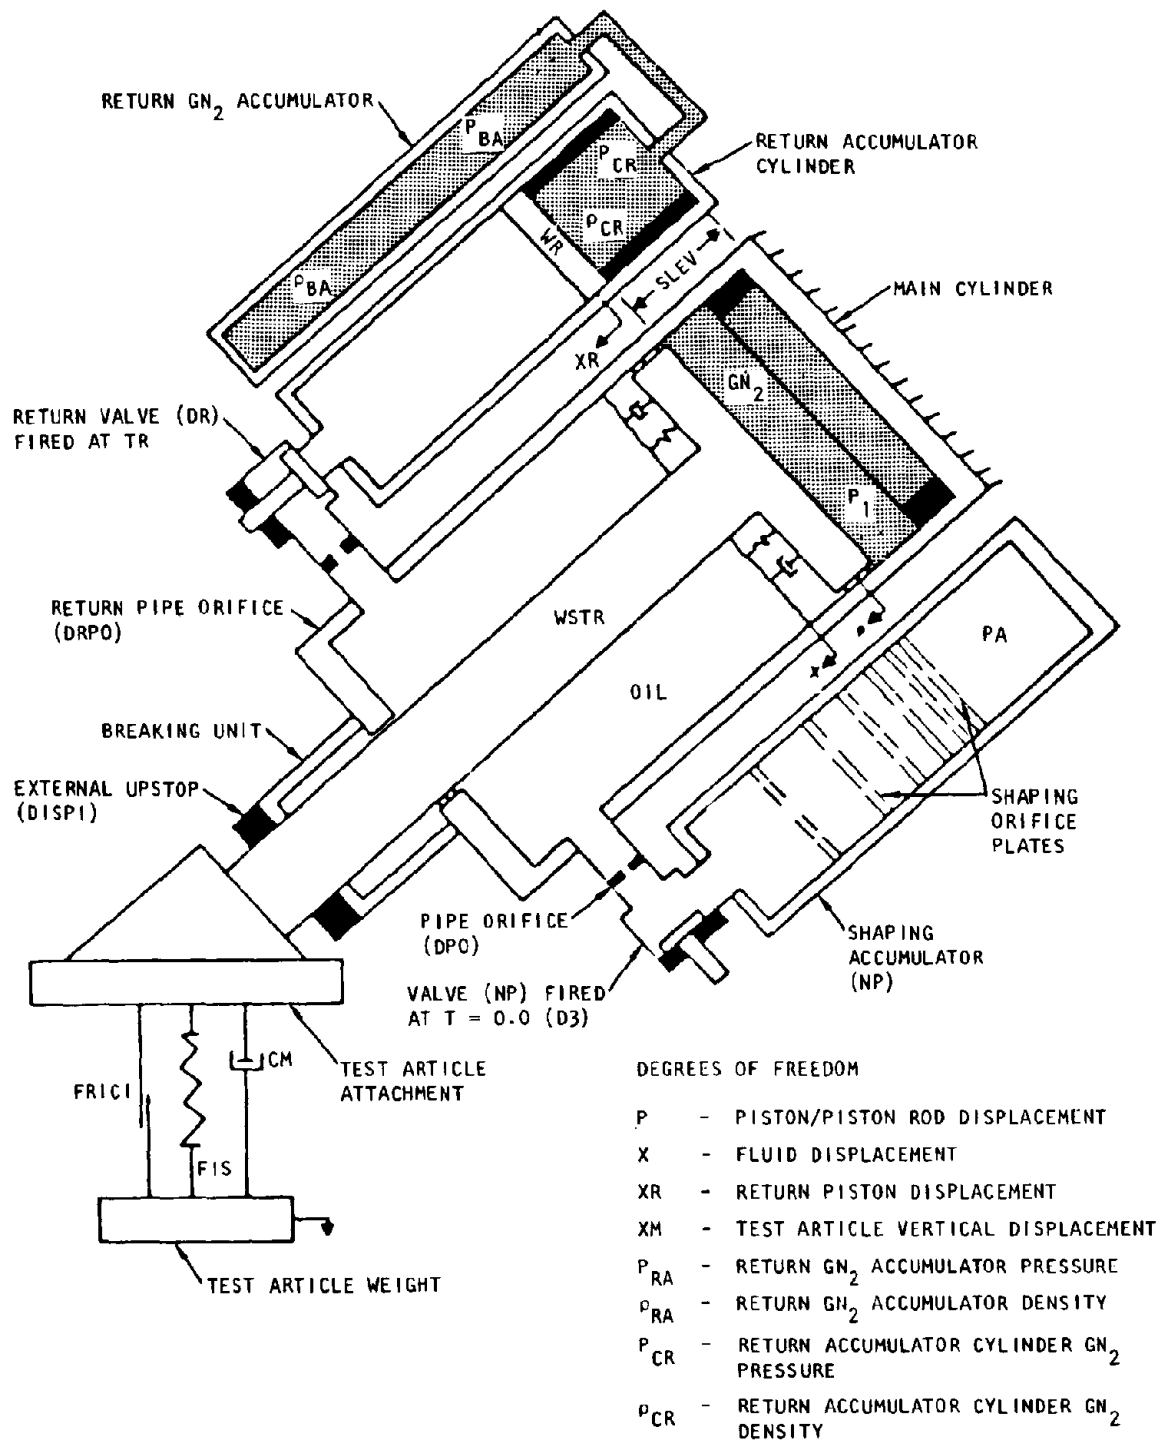 RETURN GN2 ACCUMULATOR
PBA
ρBA
PCR
ρCR
WR
RETURN ACCUMULATOR
CYLINDER
SLEV
XR
MAIN CYLINDER
GN2
P1
RETURN VALVE (DR)
FIRED AT TR
RETURN PIPE ORIFICE
(DRPO)
WSTR
OIL
P
X
PA
BREAKING UNIT
EXTERNAL UPSTOP
(DISP1)
SHAPING
ORIFICE
PLATES
PIPE ORIFICE
(DPO)
SHAPING
ACCUMULATOR
(NP)
VALVE (NP) FIRED
AT T = 0.0 (D3)
CM
TEST ARTICLE
ATTACHMENT
FRICI
FIS
TEST ARTICLE WEIGHT
DEGREES OF FREEDOM
P - PISTON/PISTON ROD DISPLACEMENT
X - FLUID DISPLACEMENT
XR - RETURN PISTON DISPLACEMENT
XM - TEST ARTICLE VERTICAL DISPLACEMENT
PRA - RETURN GN2 ACCUMULATOR PRESSURE
ρRA - RETURN GN2 ACCUMULATOR DENSITY
PCR - RETURN ACCUMULATOR CYLINDER GN2
PRESSURE
ρCR - RETURN ACCUMULATOR CYLINDER GN2
DENSITY